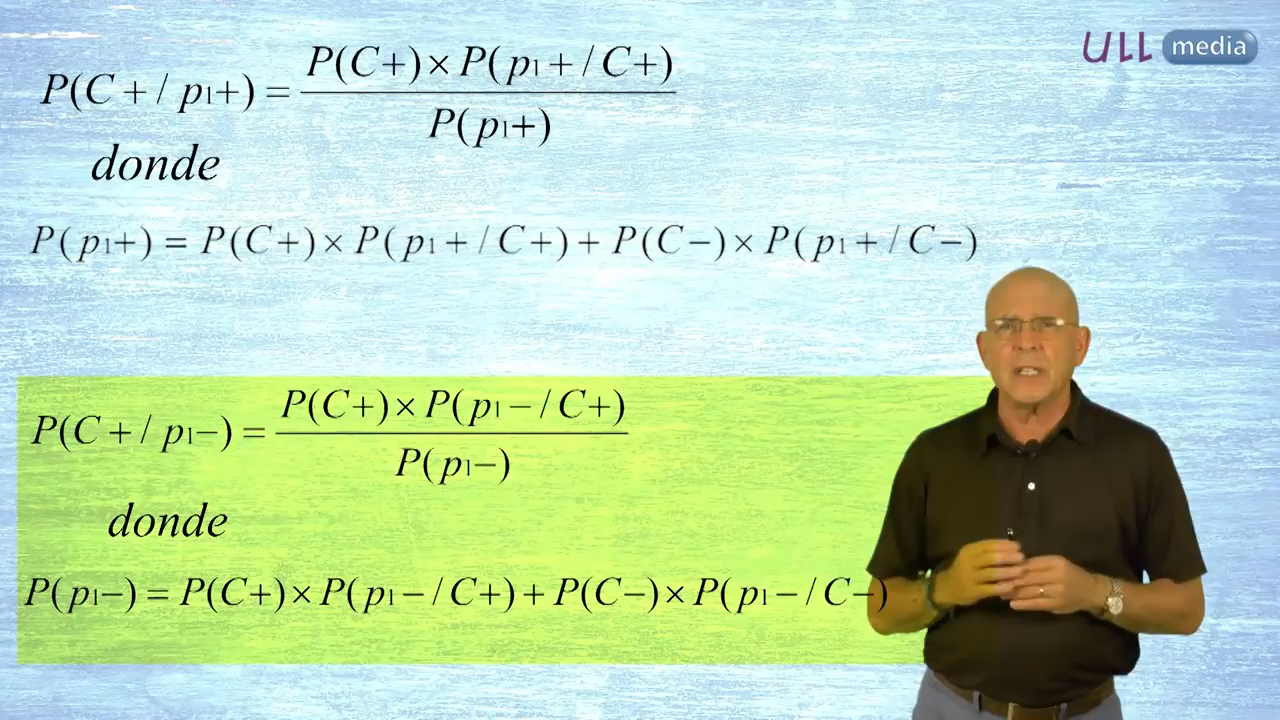 ULL media
P(C+/p₁+) = P(C+)×P(p₁+/C+) / P(p₁+)
donde
P(p₁+) = P(C+)×P(p₁+/C+)+P(C−)×P(p₁+/C−)
P(C+/p₁−) = P(C+)×P(p₁−/C+) / P(p₁−)
donde
P(p₁−) = P(C+)×P(p₁−/C+)+P(C−)×P(p₁−/C−)